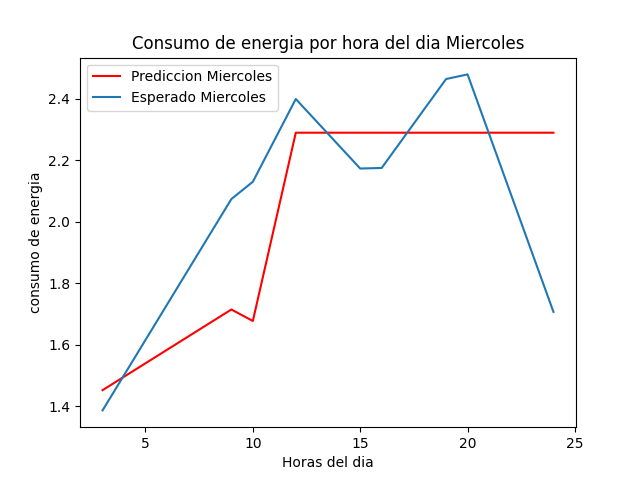 Consumo de energia por hora del dia Miercoles
Prediccion Miercoles
Esperado Miercoles
consumo de energia
2.4
2.2
2.0
1.8
1.6
1.4
5 10 15 20 25
Horas del dia